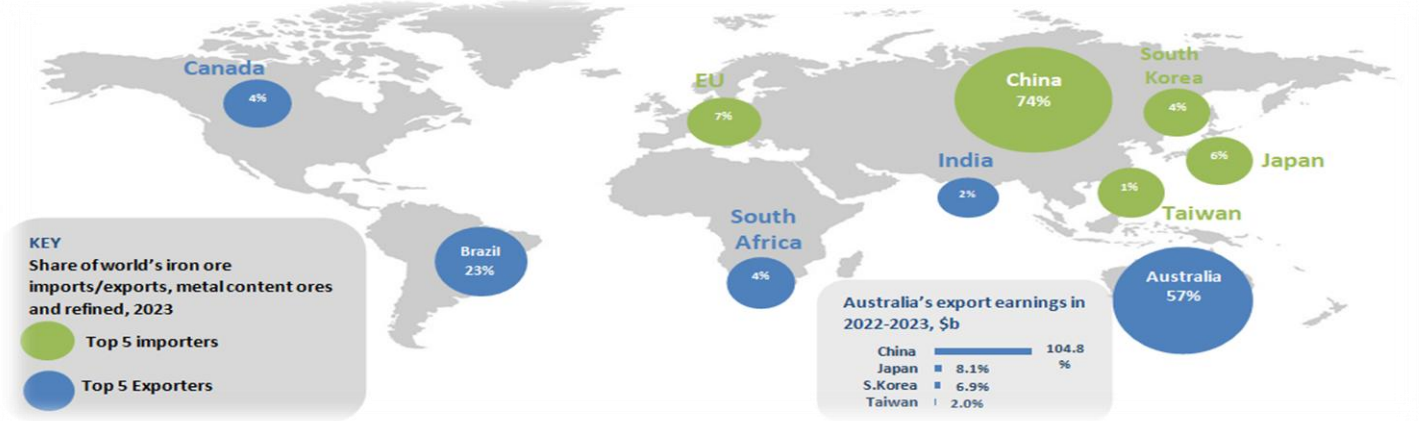 Canada
4%
EU
7%
China
74%
South
Korea
4%
India
2%
6%
Japan
1%
Taiwan
South
Africa
4%
Brazil
23%
Australia
57%
KEY
Share of world's iron ore
imports/exports, metal content ores
and refined, 2023
Top 5 importers
Top 5 Exporters
Australia's export earnings in
2022-2023, $b
China 104.8
%
Japan 8.1%
S.Korea 6.9%
Taiwan 2.0%